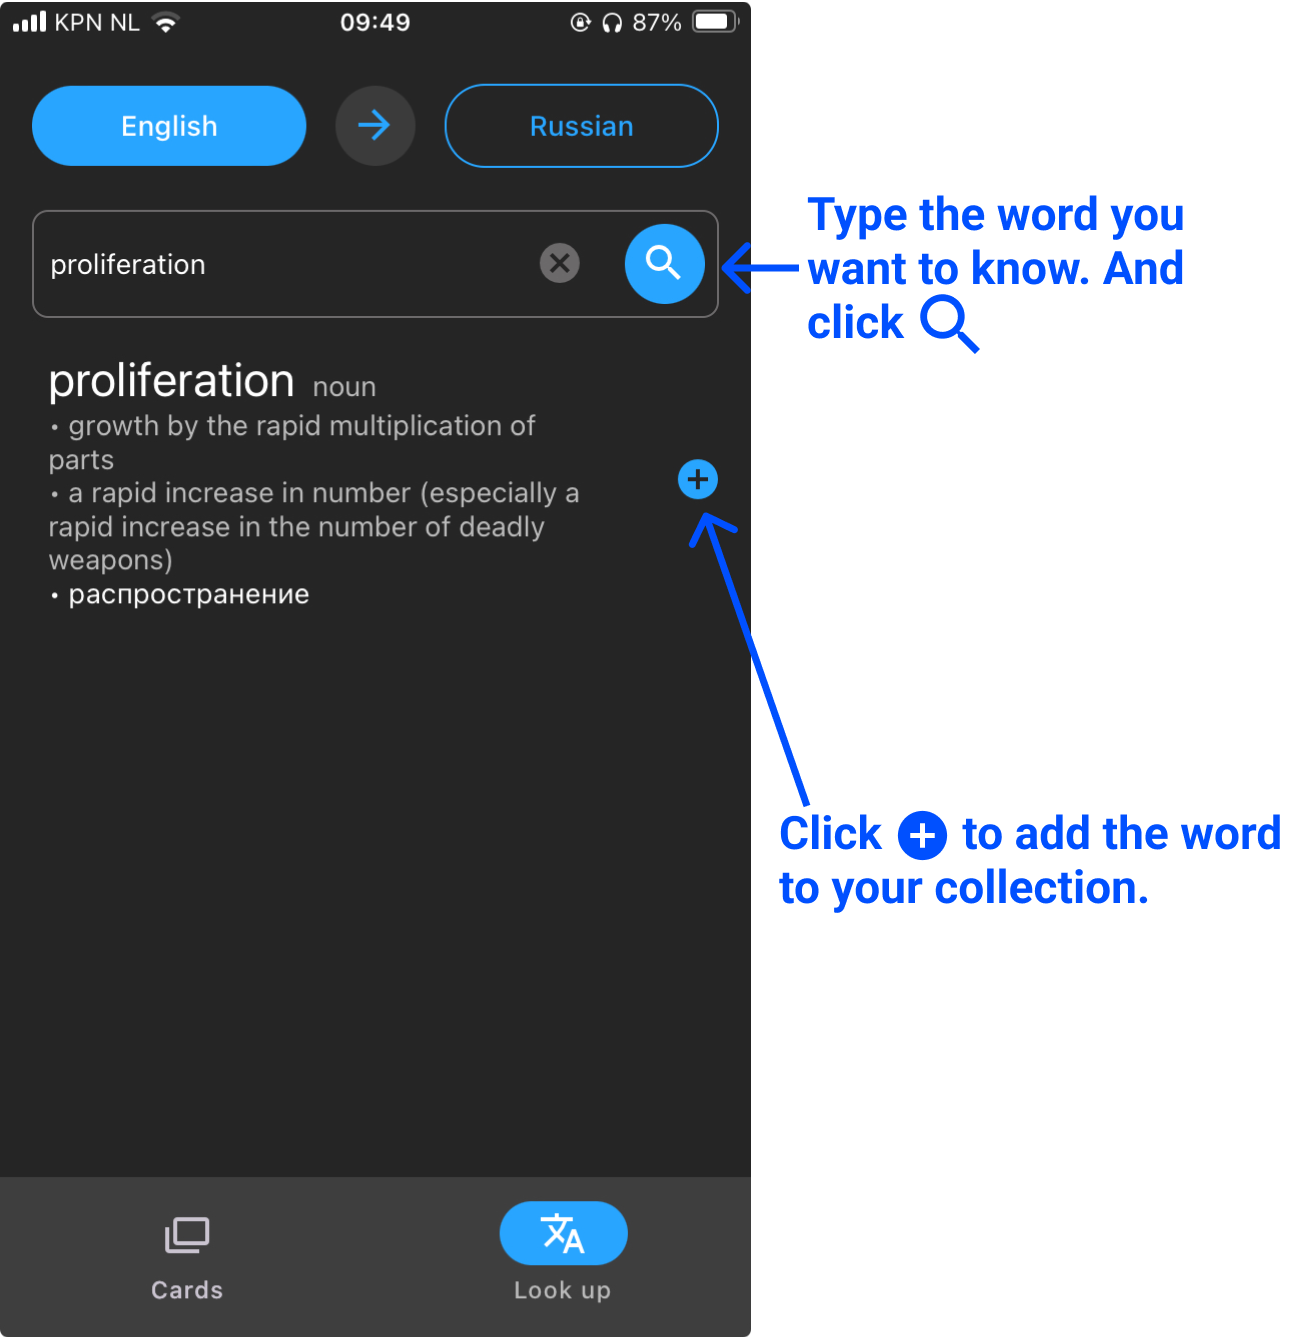 KPN NL 09:49 87%
English Russian
proliferation
proliferation noun
• growth by the rapid multiplication of
parts
• a rapid increase in number (especially a
rapid increase in the number of deadly
weapons)
• распространение
Cards Look up
Type the word you
want to know. And
click
Click + to add the word
to your collection.